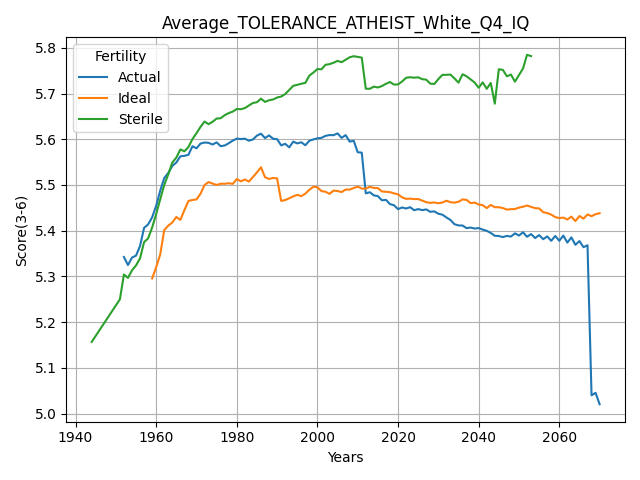 Average_TOLERANCE_ATHEIST_White_Q4_IQ
Fertility
Actual
Ideal
Sterile
Score(3-6)
5.8
5.7
5.6
5.5
5.4
5.3
5.2
5.1
5.0
1940 1960 1980 2000 2020 2040 2060
Years